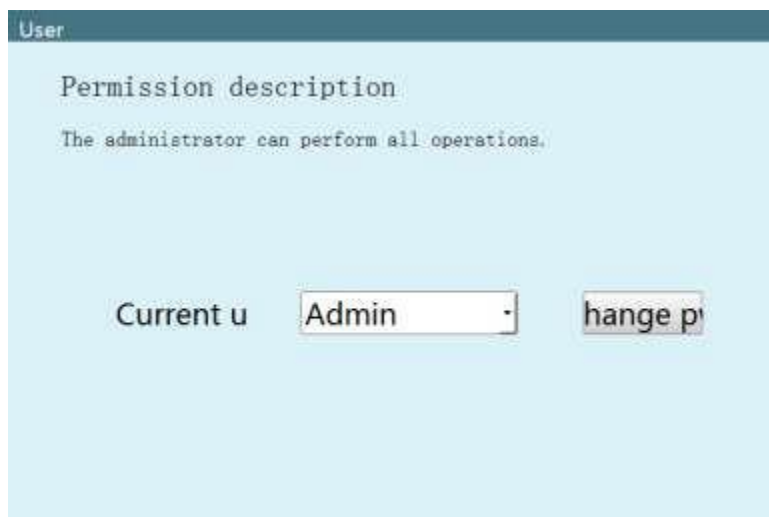 User
Permission description
The administrator can perform all operations.
Current u Admin hange p